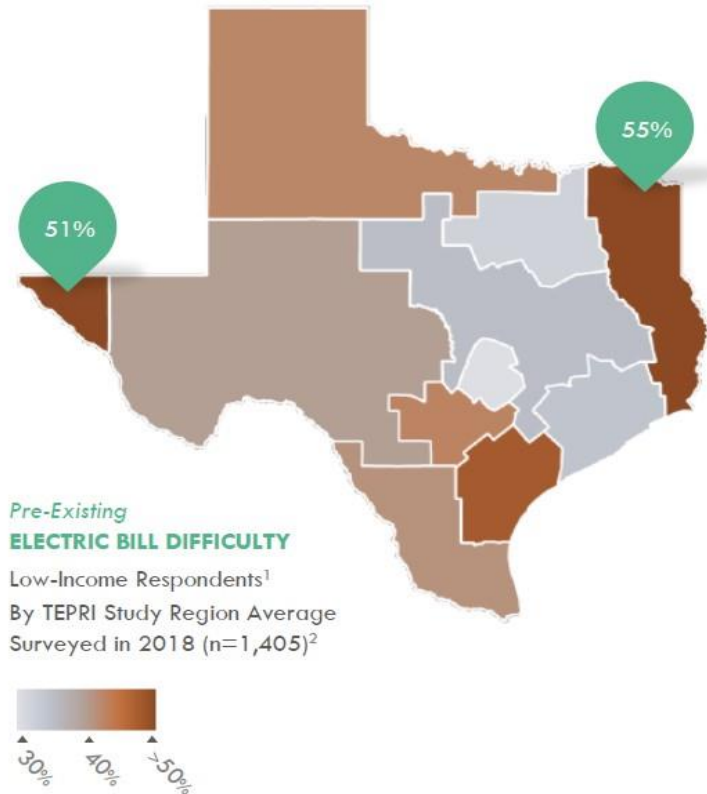 55%
51%
Pre-Existing
ELECTRIC BILL DIFFICULTY
Low-Income Respondents¹
By TEPRI Study Region Average
Surveyed in 2018 (n=1,405)²
30%
40%
>50%